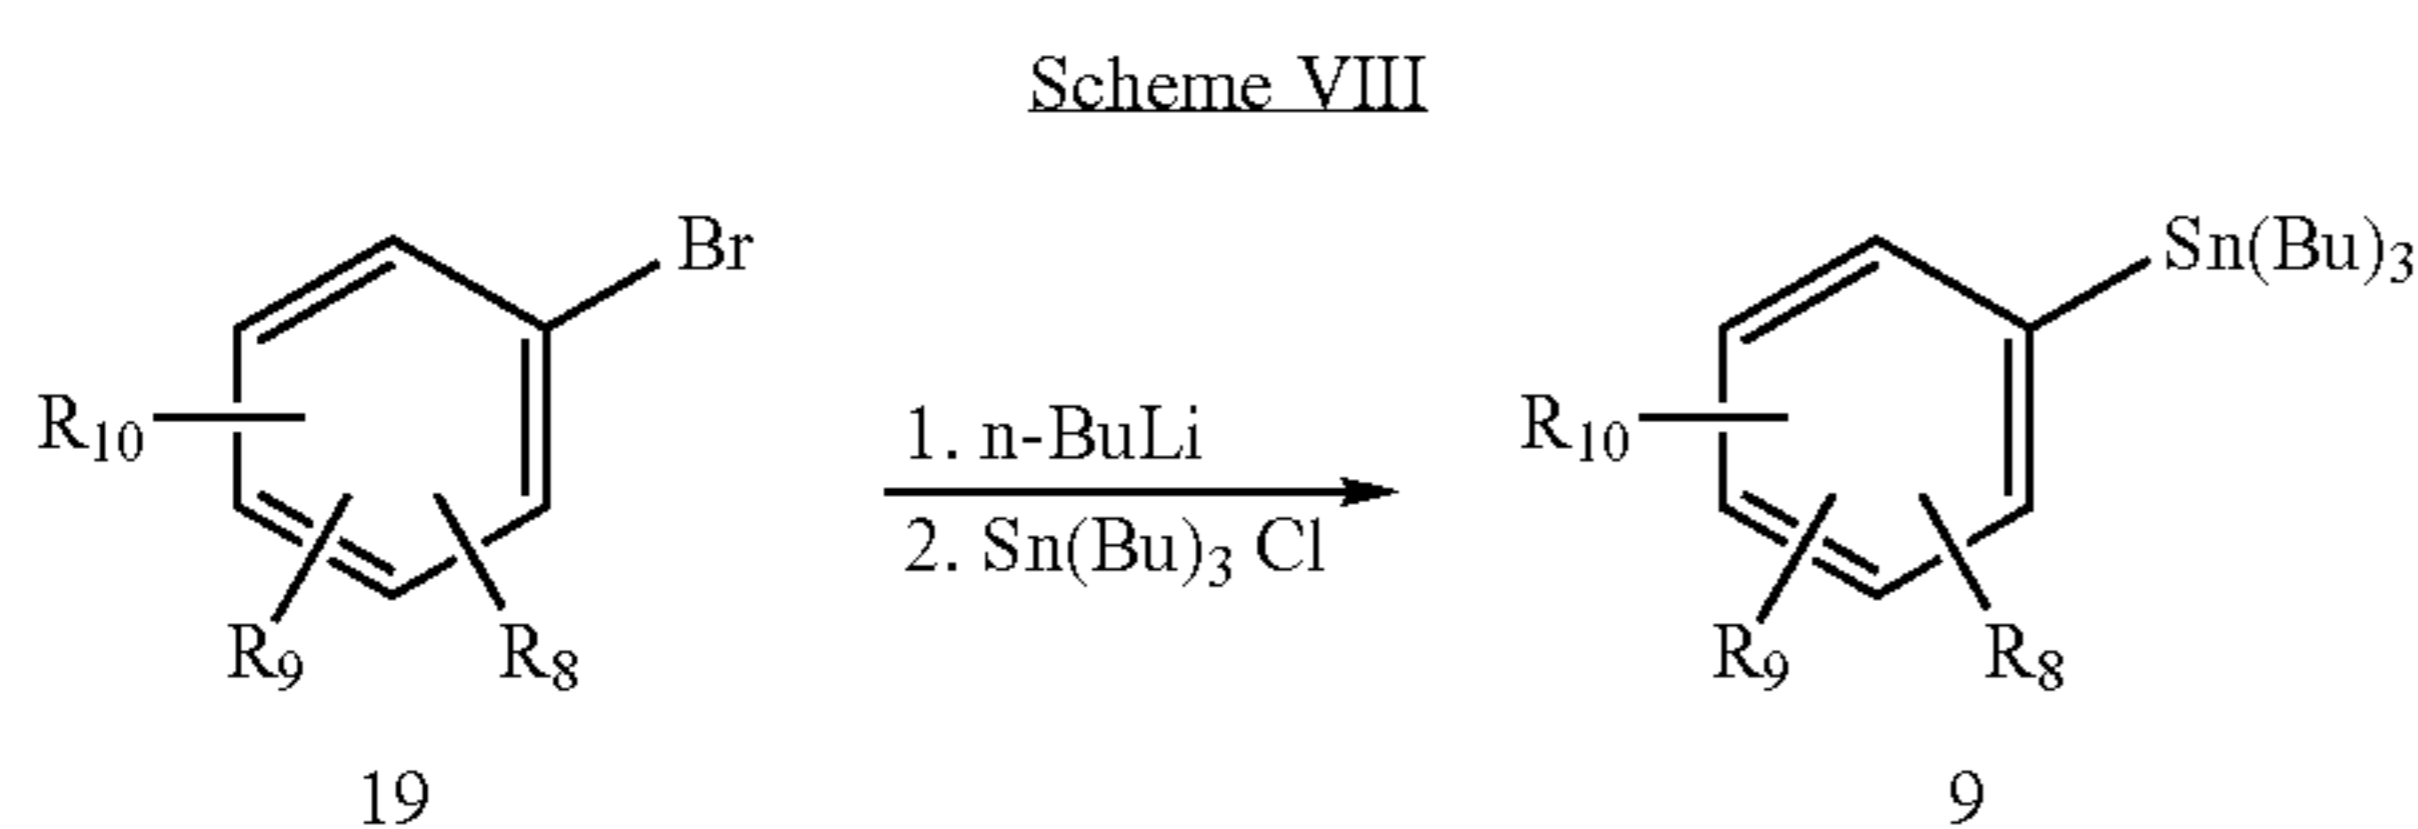 Scheme VIII
Br
Sn(Bu)₃
R₁₀
1. n-BuLi
2. Sn(Bu)₃ Cl
R₁₀
R₉
R₈
R₉
R₈
19
9